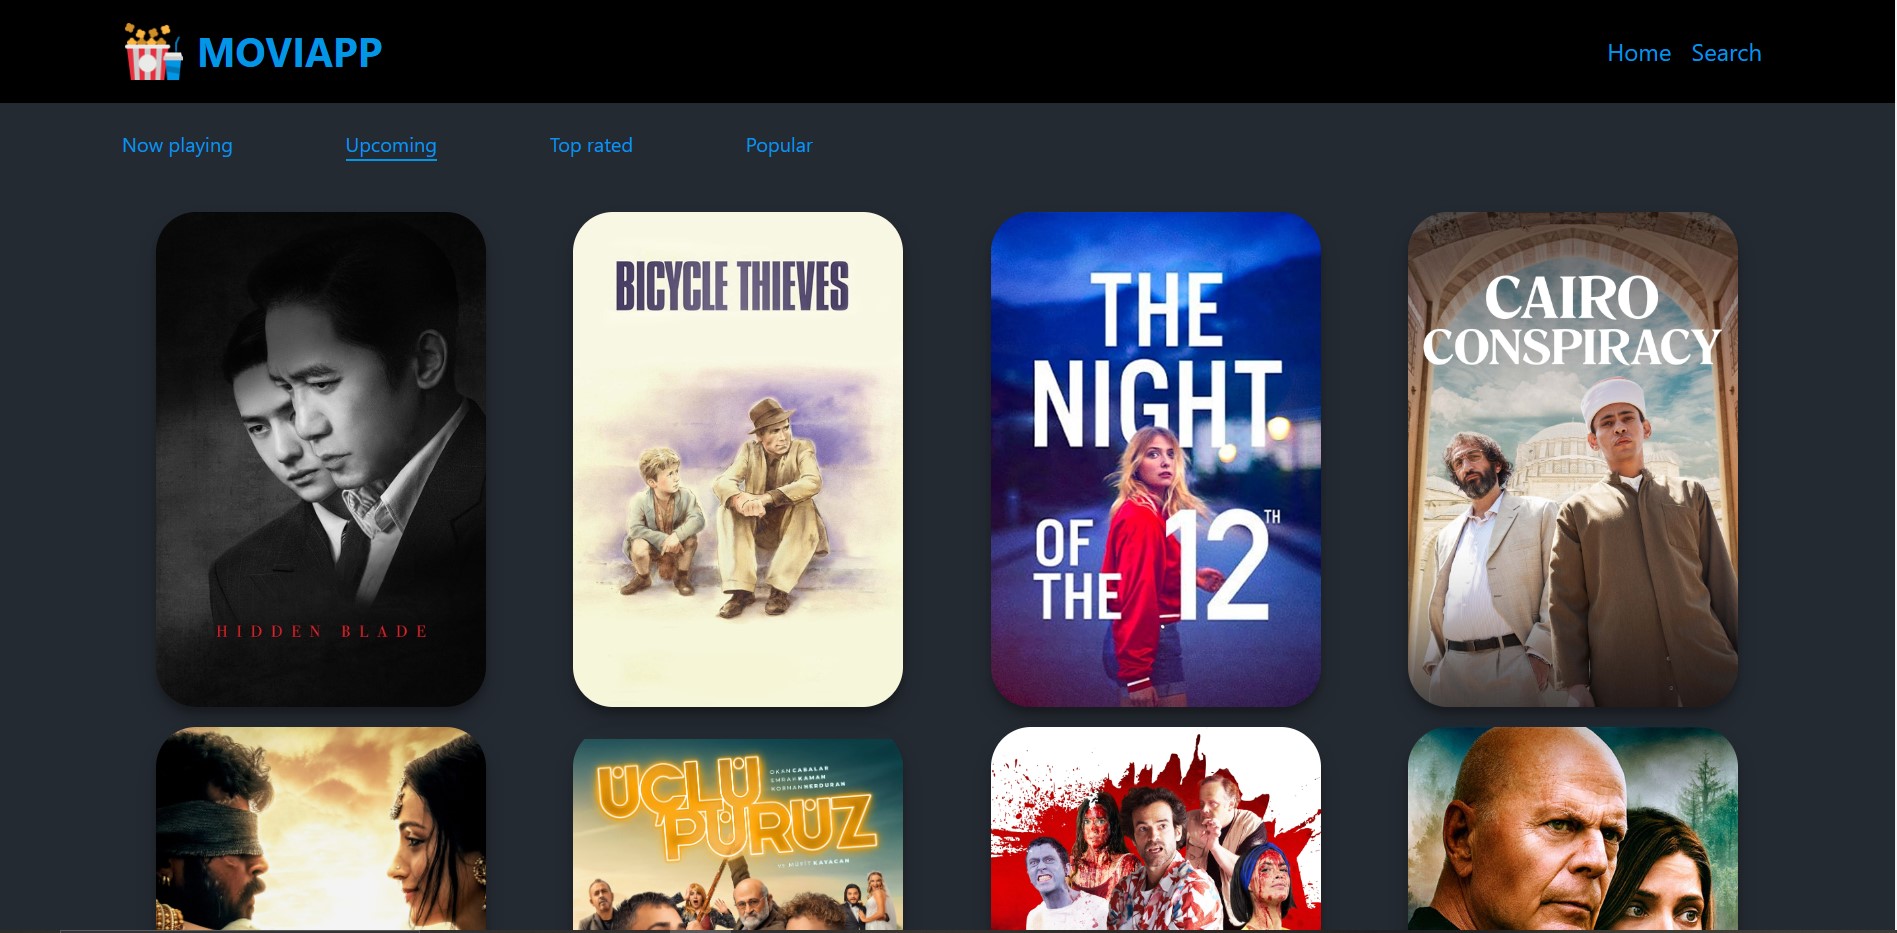 MOVIAPP
Home Search
Now playing Upcoming Top rated Popular
HIDDEN BLADE
BICYCLE THIEVES
THE
NIGHT
OF
THE 12TH
CAIRO
CONSPIRACY
ÜÇLÜ
PÜRÜZ
OKAN ÇABALAR
EMRAH KAMAN
KORHAN HERDURAN